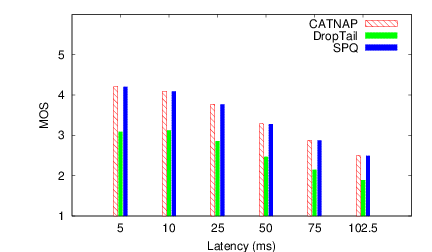 CATNAP
DropTail
SPQ
5
4
3
2
1
MOS
5 10 25 50 75 102.5
Latency (ms)